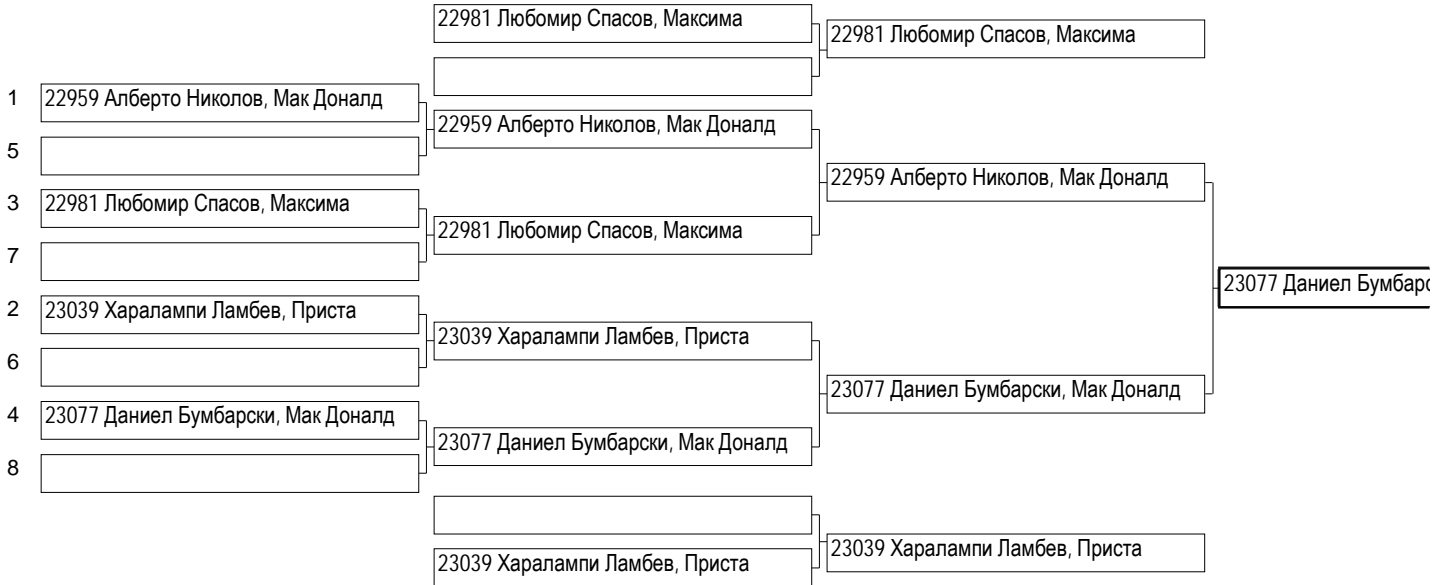 22981 Любомир Спасов, Максима
22981 Любомир Спасов, Максима
1 22959 Алберто Николов, Мак Доналд
22959 Алберто Николов, Мак Доналд
5
22959 Алберто Николов, Мак Доналд
3 22981 Любомир Спасов, Максима
22981 Любомир Спасов, Максима
7
23077 Даниел Бумбарс
2 23039 Харалампи Ламбев, Приста
23039 Харалампи Ламбев, Приста
6
23077 Даниел Бумбарски, Мак Доналд
4 23077 Даниел Бумбарски, Мак Доналд
23077 Даниел Бумбарски, Мак Доналд
8
23039 Харалампи Ламбев, Приста
23039 Харалампи Ламбев, Приста